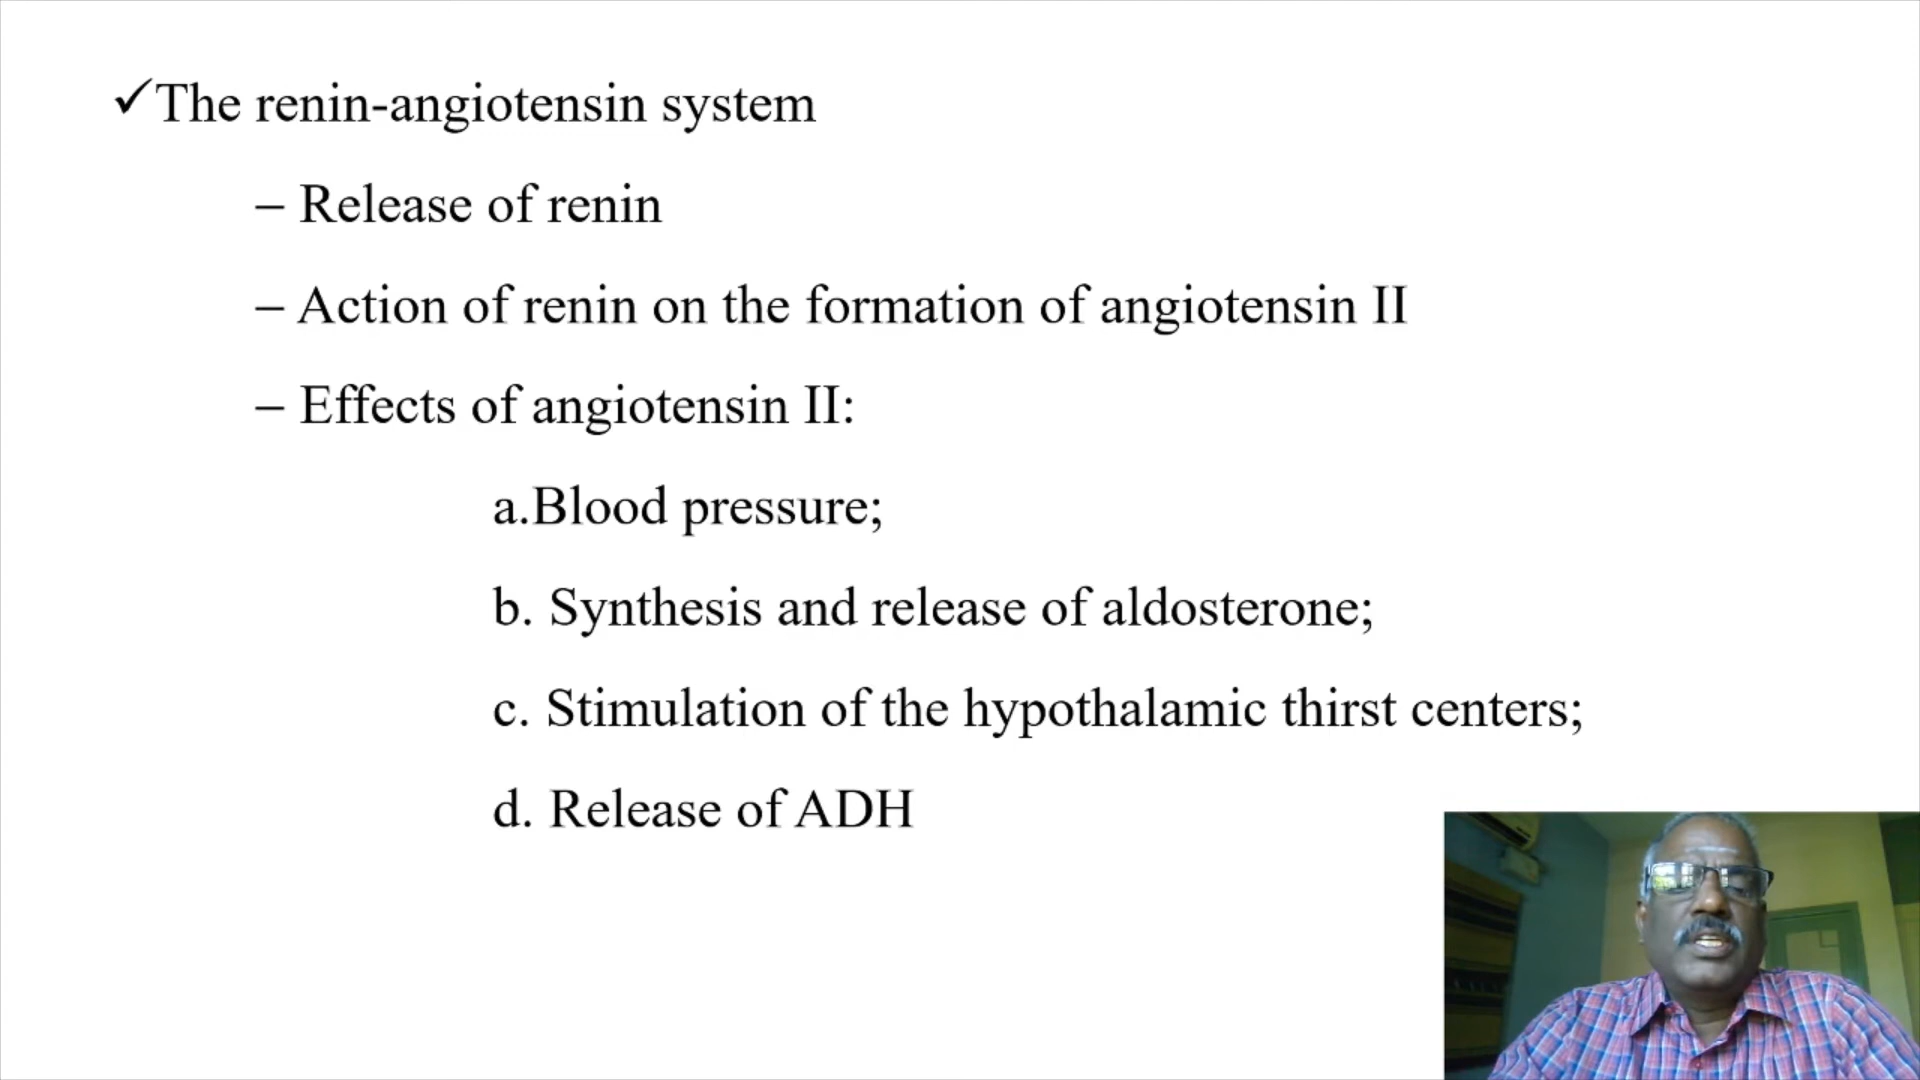 ✓The renin-angiotensin system
– Release of renin
– Action of renin on the formation of angiotensin II
– Effects of angiotensin II:
a.Blood pressure;
b. Synthesis and release of aldosterone;
c. Stimulation of the hypothalamic thirst centers;
d. Release of ADH